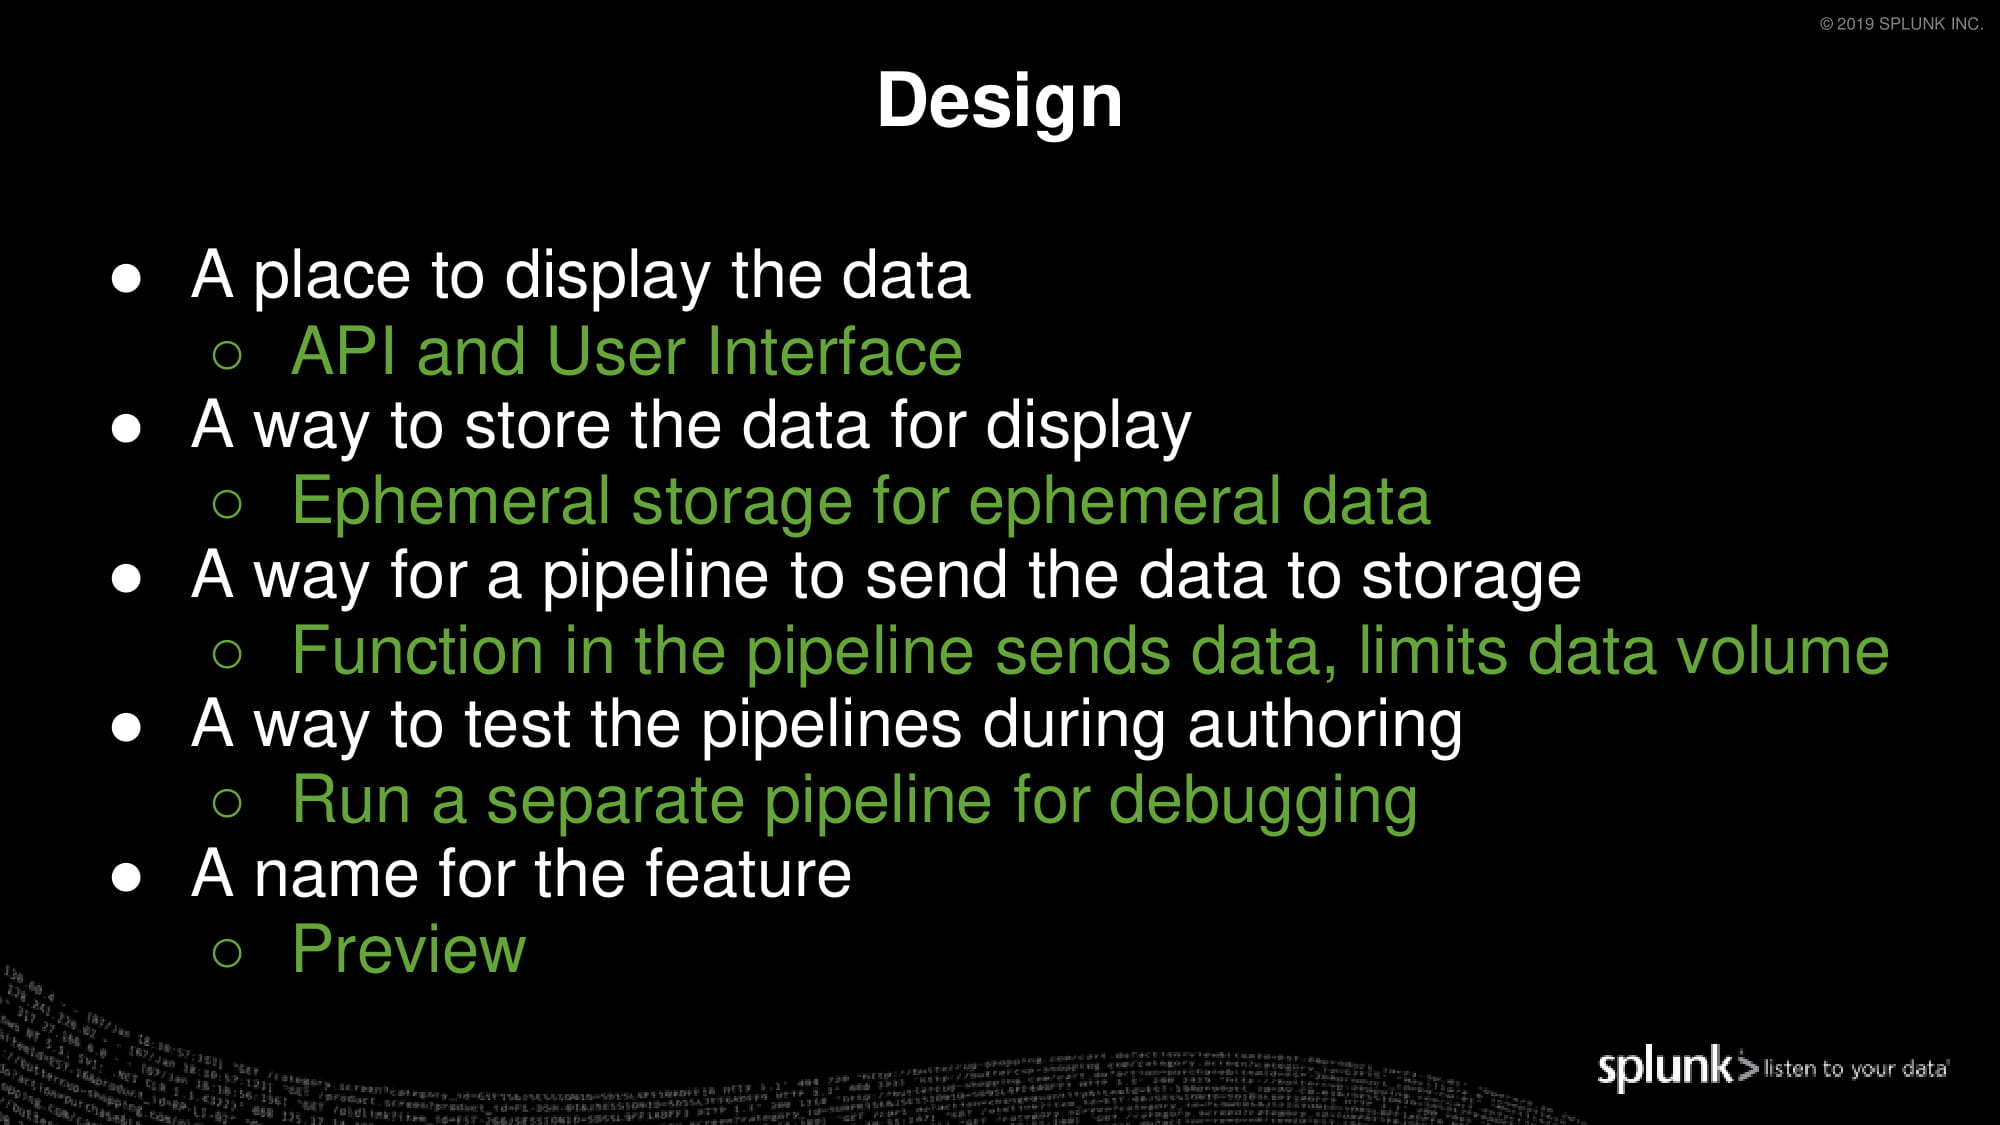 © 2019 SPLUNK INC.
Design
● A place to display the data
○ API and User Interface
● A way to store the data for display
○ Ephemeral storage for ephemeral data
● A way for a pipeline to send the data to storage
○ Function in the pipeline sends data, limits data volume
● A way to test the pipelines during authoring
○ Run a separate pipeline for debugging
● A name for the feature
○ Preview
splunk> listen to your data